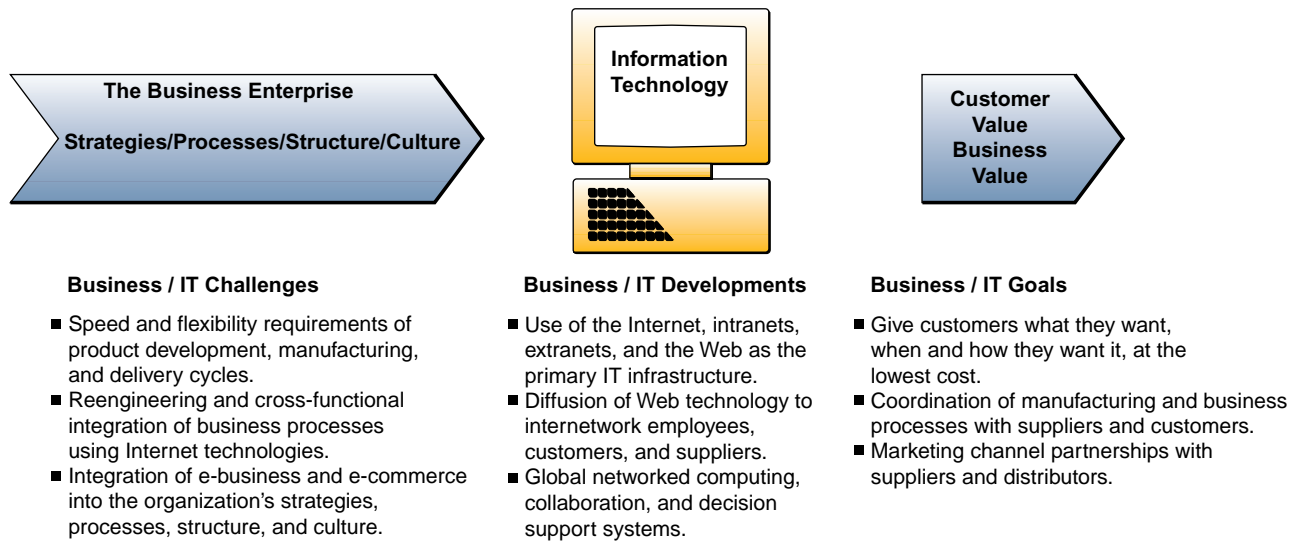 The Business Enterprise
Strategies/Processes/Structure/Culture
Information
Technology
Customer
Value
Business
Value
Business / IT Challenges
■ Speed and flexibility requirements of
product development, manufacturing,
and delivery cycles.
■ Reengineering and cross-functional
integration of business processes
using Internet technologies.
■ Integration of e-business and e-commerce
into the organization’s strategies,
processes, structure, and culture.
Business / IT Developments
■ Use of the Internet, intranets,
extranets, and the Web as the
primary IT infrastructure.
■ Diffusion of Web technology to
internetwork employees,
customers, and suppliers.
■ Global networked computing,
collaboration, and decision
support systems.
Business / IT Goals
■ Give customers what they want,
when and how they want it, at the
lowest cost.
■ Coordination of manufacturing and business
processes with suppliers and customers.
■ Marketing channel partnerships with
suppliers and distributors.